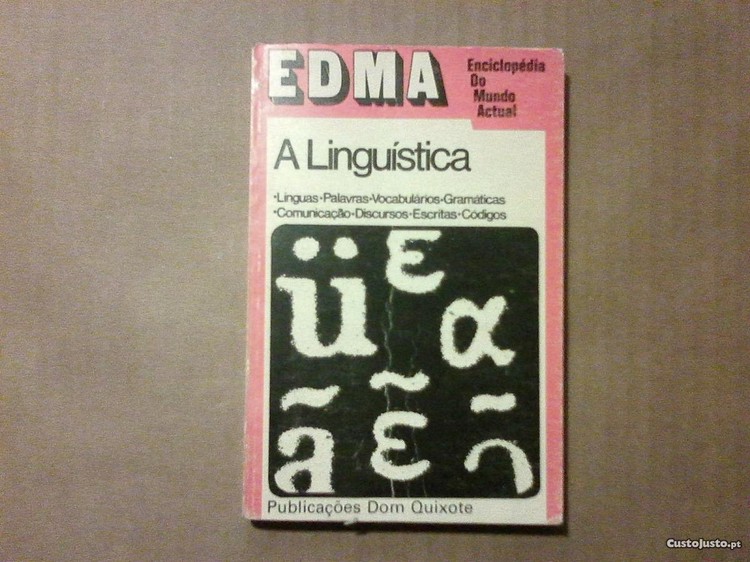 EDMA
Enciclopédia
Do
Mundo
Actual
A Linguística
•Línguas•Palavras•Vocabulários•Gramáticas
•Comunicação•Discursos•Escritas•Códigos
ü ε α
ã ε̃
Publicações Dom Quixote
CustoJusto.pt